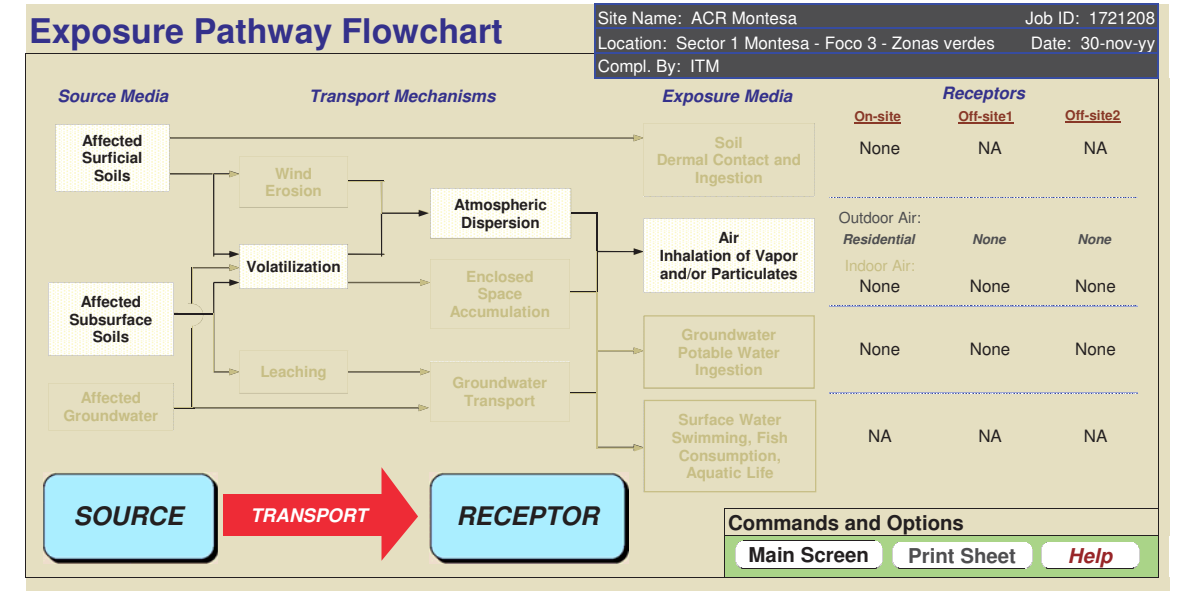 Exposure Pathway Flowchart
Site Name: ACR Montesa Job ID: 1721208
Location: Sector 1 Montesa - Foco 3 - Zonas verdes Date: 30-nov-yy
Compl. By: ITM
Source Media
Transport Mechanisms
Exposure Media
Receptors
On-site Off-site1 Off-site2
Affected
Surficial
Soils
Wind
Erosion
Volatilization
Affected
Subsurface
Soils
Leaching
Affected
Groundwater
Atmospheric
Dispersion
Enclosed
Space
Accumulation
Groundwater
Transport
Soil
Dermal Contact and
Ingestion
None NA NA
Air
Inhalation of Vapor
and/or Particulates
Outdoor Air:
Residential None None
Indoor Air:
None None None
Groundwater
Potable Water
Ingestion
None None None
Surface Water
Swimming, Fish
Consumption,
Aquatic Life
NA NA NA
SOURCE
TRANSPORT
RECEPTOR
Commands and Options
Main Screen Print Sheet Help